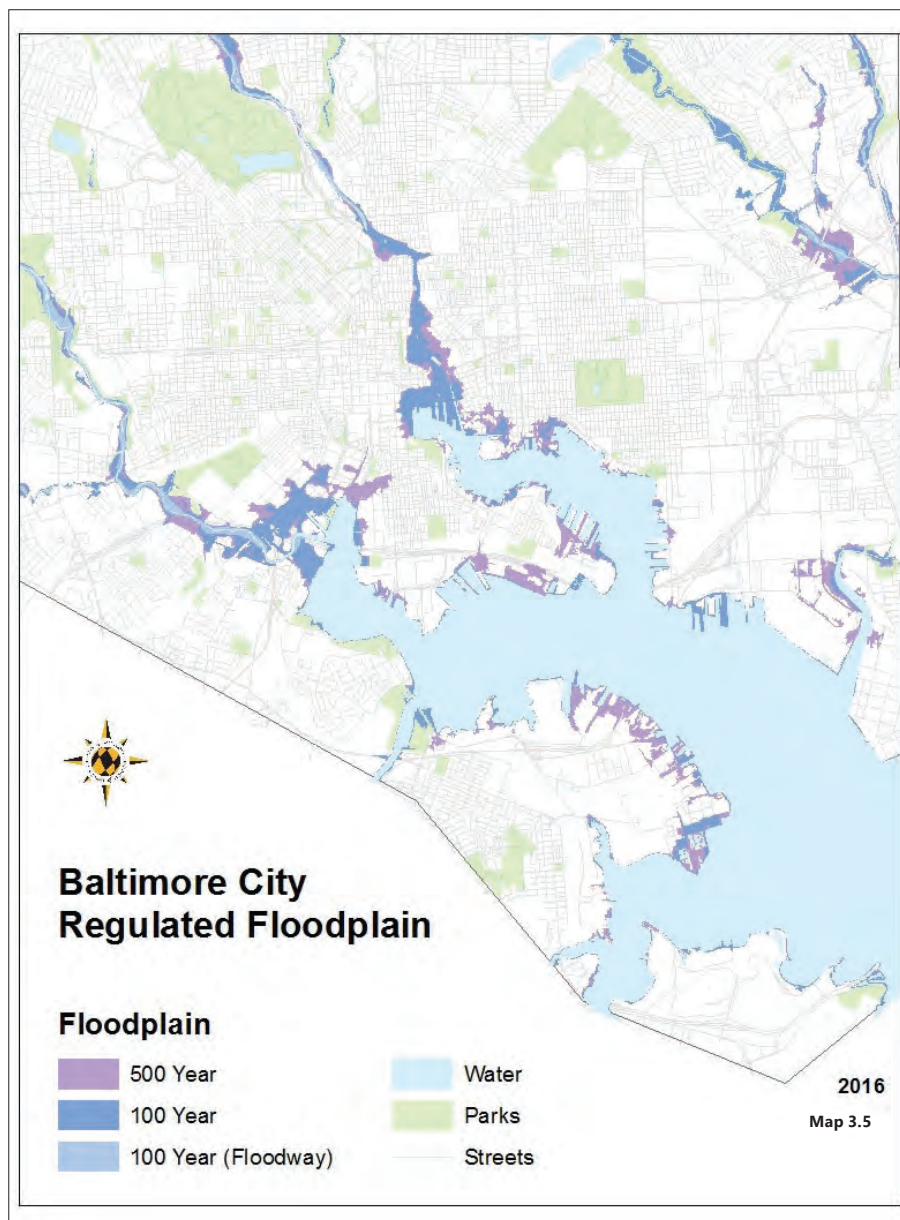 Baltimore City
Regulated Floodplain
Floodplain
500 Year
100 Year
100 Year (Floodway)
Water
Parks
Streets
2016
Map 3.5